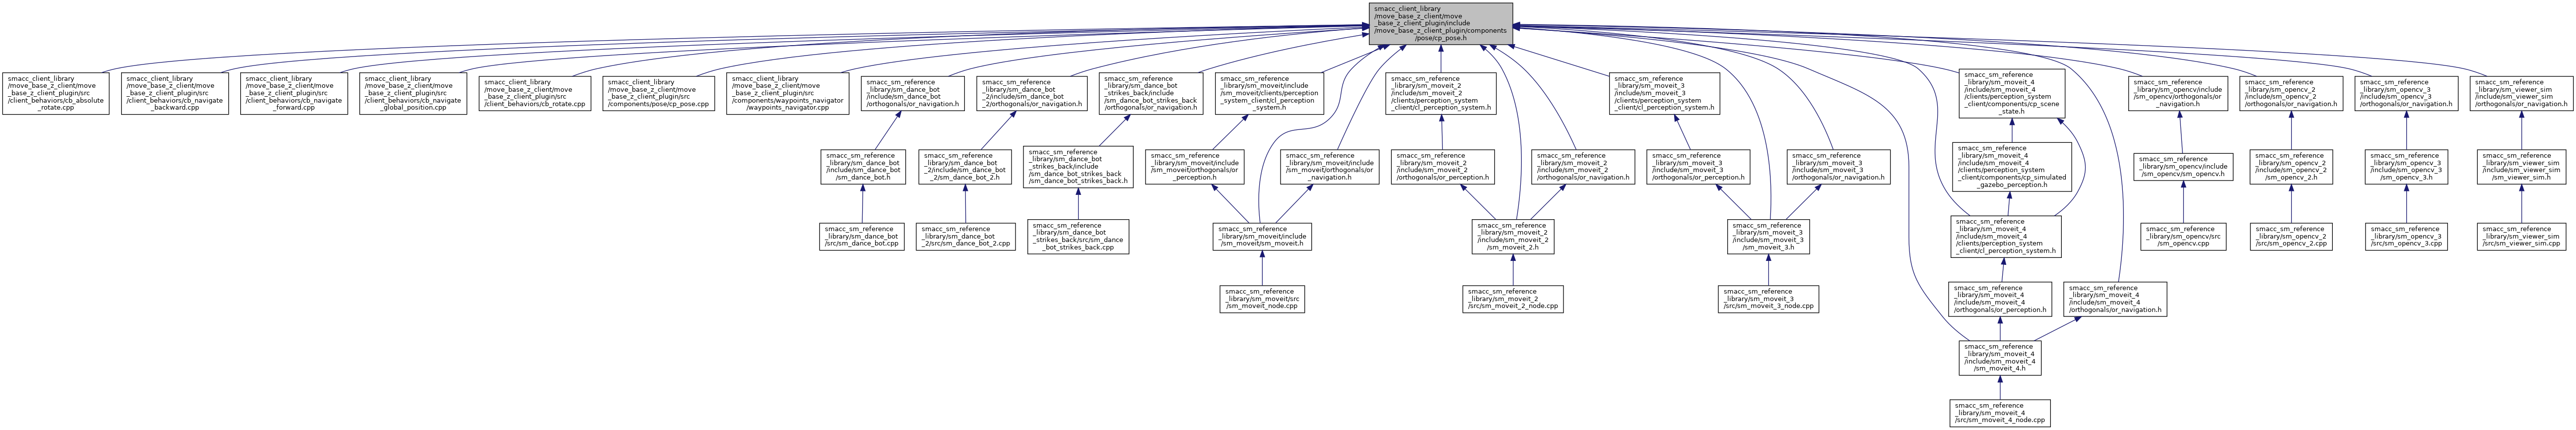 smacc_client_library
/move_base_z_client/move
_base_z_client_plugin/include
/move_base_z_client_plugin/components
/pose/cp_pose.h
smacc_client_library
/move_base_z_client/move
_base_z_client_plugin/src
/client_behaviors/cb_absolute
_rotate.cpp
smacc_client_library
/move_base_z_client/move
_base_z_client_plugin/src
/client_behaviors/cb_navigate
_backward.cpp
smacc_client_library
/move_base_z_client/move
_base_z_client_plugin/src
/client_behaviors/cb_navigate
_forward.cpp
smacc_client_library
/move_base_z_client/move
_base_z_client_plugin/src
/client_behaviors/cb_navigate
_global_position.cpp
smacc_client_library
/move_base_z_client/move
_base_z_client_plugin/src
/client_behaviors/cb_rotate.cpp
smacc_client_library
/move_base_z_client/move
_base_z_client_plugin/src
/components/pose/cp_pose.cpp
smacc_client_library
/move_base_z_client/move
_base_z_client_plugin/src
/components/waypoints_navigator
/waypoints_navigator.cpp
smacc_sm_reference
_library/sm_dance_bot
/include/sm_dance_bot
/orthogonals/or_navigation.h
smacc_sm_reference
_library/sm_dance_bot
_2/include/sm_dance_bot
_2/orthogonals/or_navigation.h
smacc_sm_reference
_library/sm_dance_bot
_strikes_back/include
/sm_dance_bot_strikes_back
/orthogonals/or_navigation.h
smacc_sm_reference
_library/sm_moveit/include
/sm_moveit/clients/perception
_system_client/cl_perception
_system.h
smacc_sm_reference
_library/sm_moveit_2
/include/sm_moveit_2
/clients/perception_system
_client/cl_perception_system.h
smacc_sm_reference
_library/sm_moveit_3
/include/sm_moveit_3
/clients/perception_system
_client/cl_perception_system.h
smacc_sm_reference
_library/sm_moveit_4
/include/sm_moveit_4
/clients/perception_system
_client/components/cp_scene
_state.h
smacc_sm_reference
_library/sm_opencv/include
/sm_opencv/orthogonals/or
_navigation.h
smacc_sm_reference
_library/sm_opencv_2
/include/sm_opencv_2
/orthogonals/or_navigation.h
smacc_sm_reference
_library/sm_opencv_3
/include/sm_opencv_3
/orthogonals/or_navigation.h
smacc_sm_reference
_library/sm_viewer_sim
/include/sm_viewer_sim
/orthogonals/or_navigation.h
smacc_sm_reference
_library/sm_dance_bot
/include/sm_dance_bot
/sm_dance_bot.h
smacc_sm_reference
_library/sm_dance_bot
_2/include/sm_dance_bot
_2/sm_dance_bot_2.h
smacc_sm_reference
_library/sm_dance_bot
_strikes_back/include
/sm_dance_bot_strikes_back
/sm_dance_bot_strikes_back.h
smacc_sm_reference
_library/sm_moveit/include
/sm_moveit/orthogonals/or
_perception.h
smacc_sm_reference
_library/sm_moveit/include
/sm_moveit/orthogonals/or
_navigation.h
smacc_sm_reference
_library/sm_moveit_2
/include/sm_moveit_2
/orthogonals/or_perception.h
smacc_sm_reference
_library/sm_moveit_2
/include/sm_moveit_2
/orthogonals/or_navigation.h
smacc_sm_reference
_library/sm_moveit_3
/include/sm_moveit_3
/orthogonals/or_perception.h
smacc_sm_reference
_library/sm_moveit_3
/include/sm_moveit_3
/orthogonals/or_navigation.h
smacc_sm_reference
_library/sm_moveit_4
/include/sm_moveit_4
/clients/perception_system
_client/components/cp_simulated
_gazebo_perception.h
smacc_sm_reference
_library/sm_opencv/include
/sm_opencv/sm_opencv.h
smacc_sm_reference
_library/sm_opencv_2
/include/sm_opencv_2
/sm_opencv_2.h
smacc_sm_reference
_library/sm_opencv_3
/include/sm_opencv_3
/sm_opencv_3.h
smacc_sm_reference
_library/sm_viewer_sim
/include/sm_viewer_sim
/sm_viewer_sim.h
smacc_sm_reference
_library/sm_dance_bot
/src/sm_dance_bot.cpp
smacc_sm_reference
_library/sm_dance_bot
_2/src/sm_dance_bot_2.cpp
smacc_sm_reference
_library/sm_dance_bot
_strikes_back/src/sm_dance
_bot_strikes_back.cpp
smacc_sm_reference
_library/sm_moveit/include
/sm_moveit/sm_moveit.h
smacc_sm_reference
_library/sm_moveit_2
/include/sm_moveit_2
/sm_moveit_2.h
smacc_sm_reference
_library/sm_moveit_3
/include/sm_moveit_3
/sm_moveit_3.h
smacc_sm_reference
_library/sm_moveit_4
/include/sm_moveit_4
/clients/perception_system
_client/cl_perception_system.h
smacc_sm_reference
_library/sm_opencv/src
/sm_opencv.cpp
smacc_sm_reference
_library/sm_opencv_2
/src/sm_opencv_2.cpp
smacc_sm_reference
_library/sm_opencv_3
/src/sm_opencv_3.cpp
smacc_sm_reference
_library/sm_viewer_sim
/src/sm_viewer_sim.cpp
smacc_sm_reference
_library/sm_moveit/src
/sm_moveit_node.cpp
smacc_sm_reference
_library/sm_moveit_2
/src/sm_moveit_2_node.cpp
smacc_sm_reference
_library/sm_moveit_3
/src/sm_moveit_3_node.cpp
smacc_sm_reference
_library/sm_moveit_4
/include/sm_moveit_4
/orthogonals/or_perception.h
smacc_sm_reference
_library/sm_moveit_4
/include/sm_moveit_4
/orthogonals/or_navigation.h
smacc_sm_reference
_library/sm_moveit_4
/include/sm_moveit_4
/sm_moveit_4.h
smacc_sm_reference
_library/sm_moveit_4
/src/sm_moveit_4_node.cpp